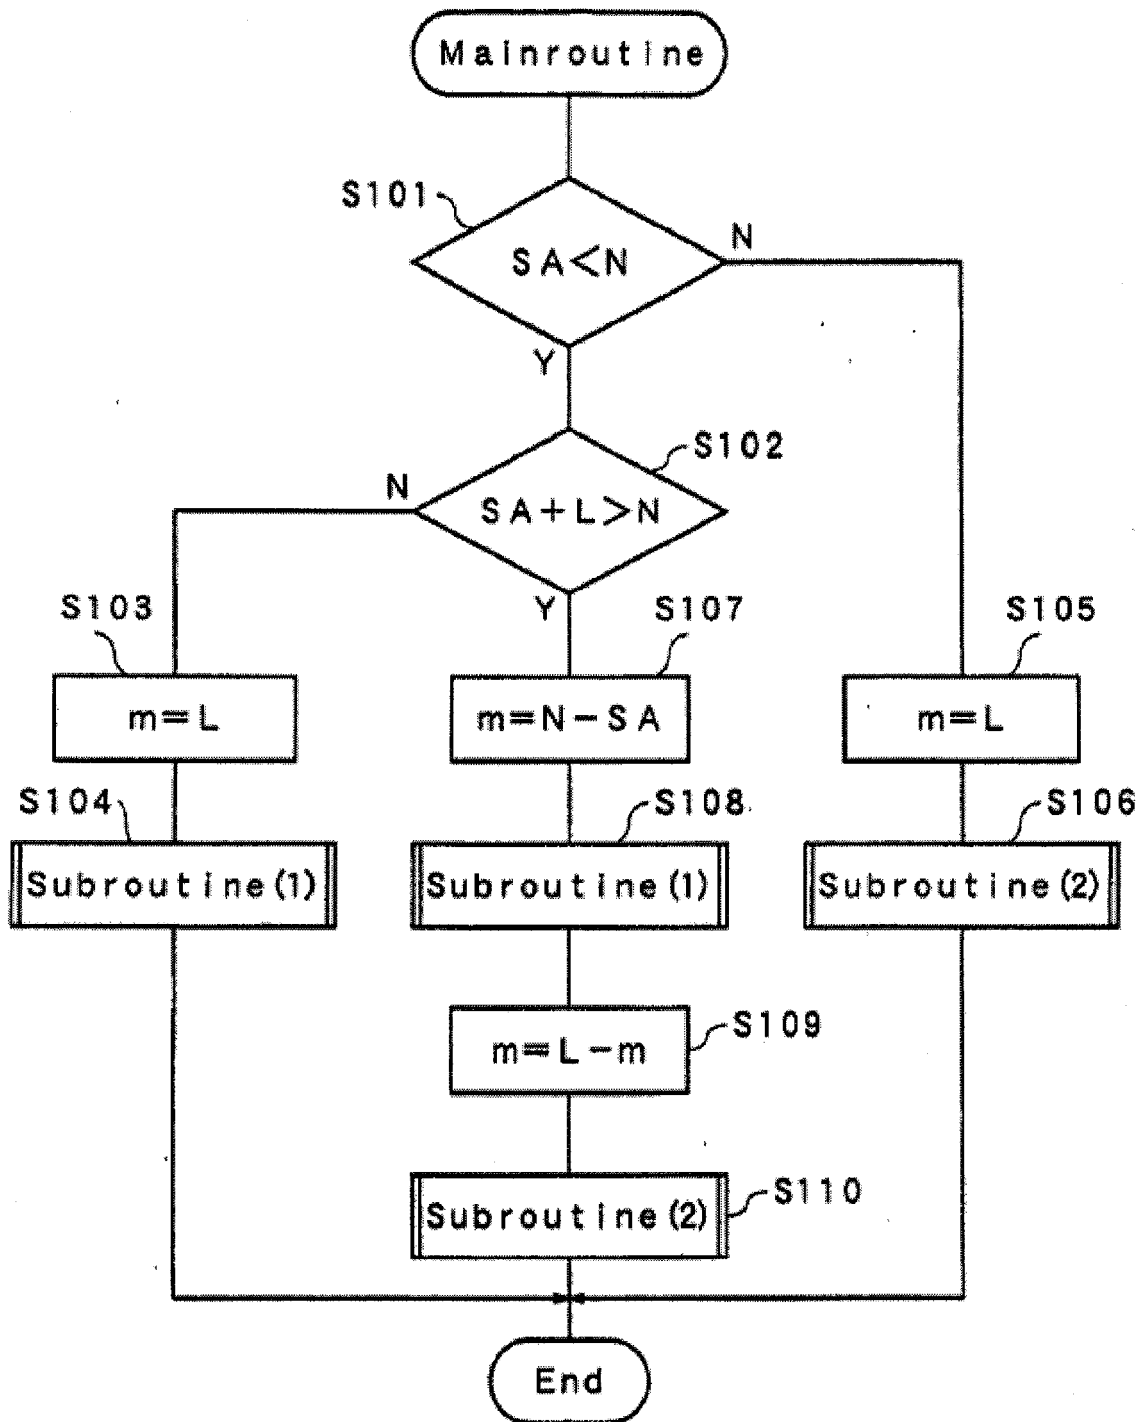 Mainroutine
S101
SA<N
N
Y
S102
N
SA+L>N
Y
S103
S107
S105
m=L
m=N-SA
m=L
S104
S108
S106
Subroutine(1)
Subroutine(1)
Subroutine(2)
m=L-m
S109
Subroutine(2)
S110
End